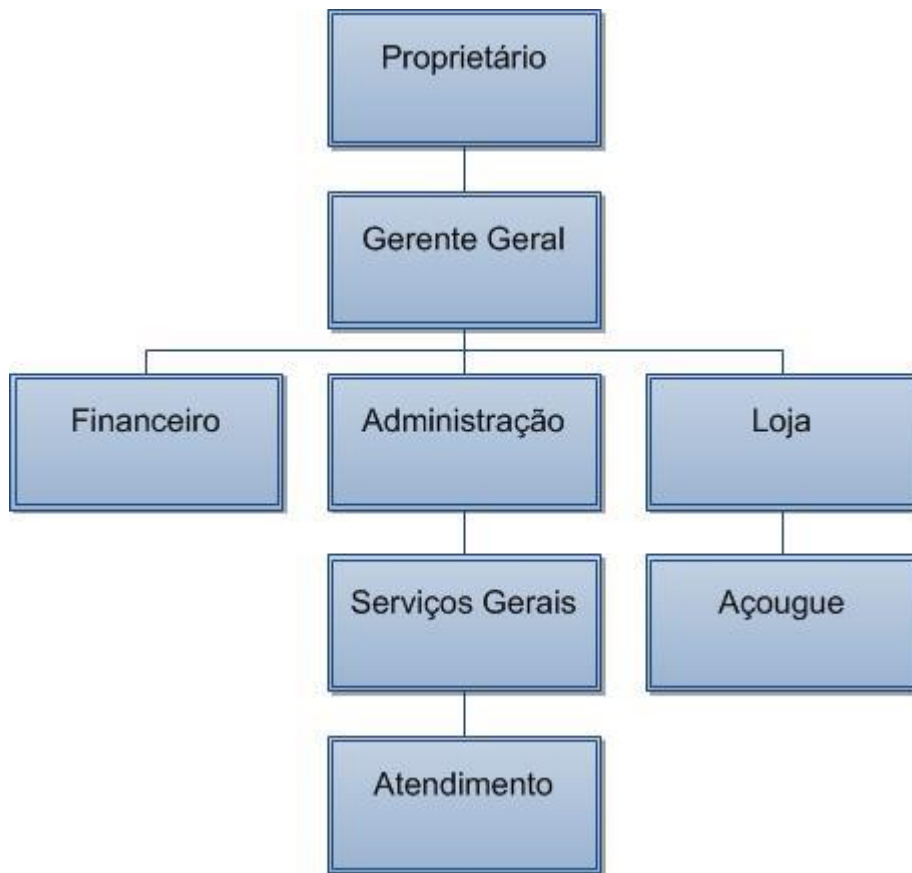 Proprietário
Gerente Geral
Financeiro
Administração
Loja
Serviços Gerais
Açougue
Atendimento